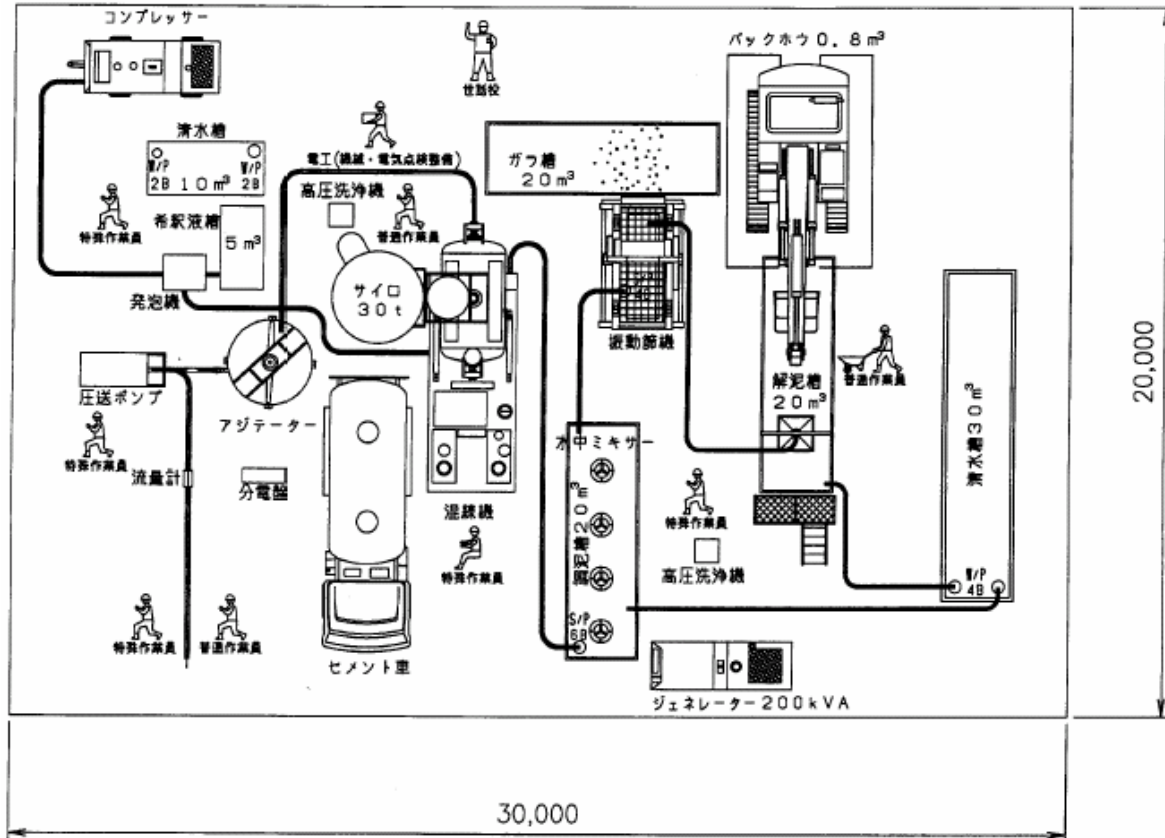 コンプレッサー
世話役
バックホウ0.8m³
清水槽
W/P
2B
10m³
W/P
2B
電工(機械・電気点検整備)
高圧洗浄機
ガラ槽
20m³
特殊作業員
希釈液槽
5m³
普通作業員
発泡機
サイロ
30t
振動篩機
圧送ポンプ
アジテーター
解泥槽
20m³
普通作業員
清水槽30m³
20,000
水中ミキサー
特殊作業員
流量計
分電盤
混練機
調泥槽20m³
特殊作業員
特殊作業員
高圧洗浄機
W/P
4B
S/P
6B
特殊作業員
普通作業員
セメント車
ジェネレーター200kVA
30,000